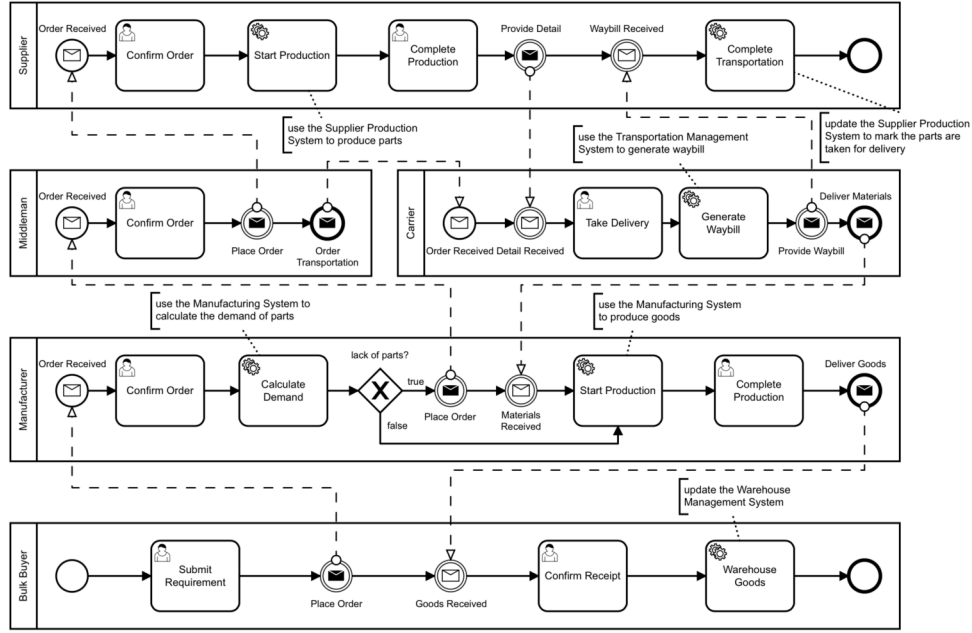 Supplier
Order Received
Confirm Order
Start Production
Complete
Production
Provide Detail
Waybill Received
Complete
Transportation
use the Supplier Production
System to produce parts
use the Transportation Management
System to generate waybill
update the Supplier Production
System to mark the parts are
taken for delivery
Middleman
Order Received
Confirm Order
Place Order
Order
Transportation
Carrier
Order Received
Detail Received
Take Delivery
Generate
Waybill
Provide Waybill
Deliver Materials
use the Manufacturing System to
calculate the demand of parts
use the Manufacturing System
to produce goods
Manufacturer
Order Received
Confirm Order
Calculate
Demand
lack of parts?
true
false
Place Order
Materials
Received
Start Production
Complete
Production
Deliver Goods
update the Warehouse
Management System
Bulk Buyer
Submit
Requirement
Place Order
Goods Received
Confirm Receipt
Warehouse
Goods